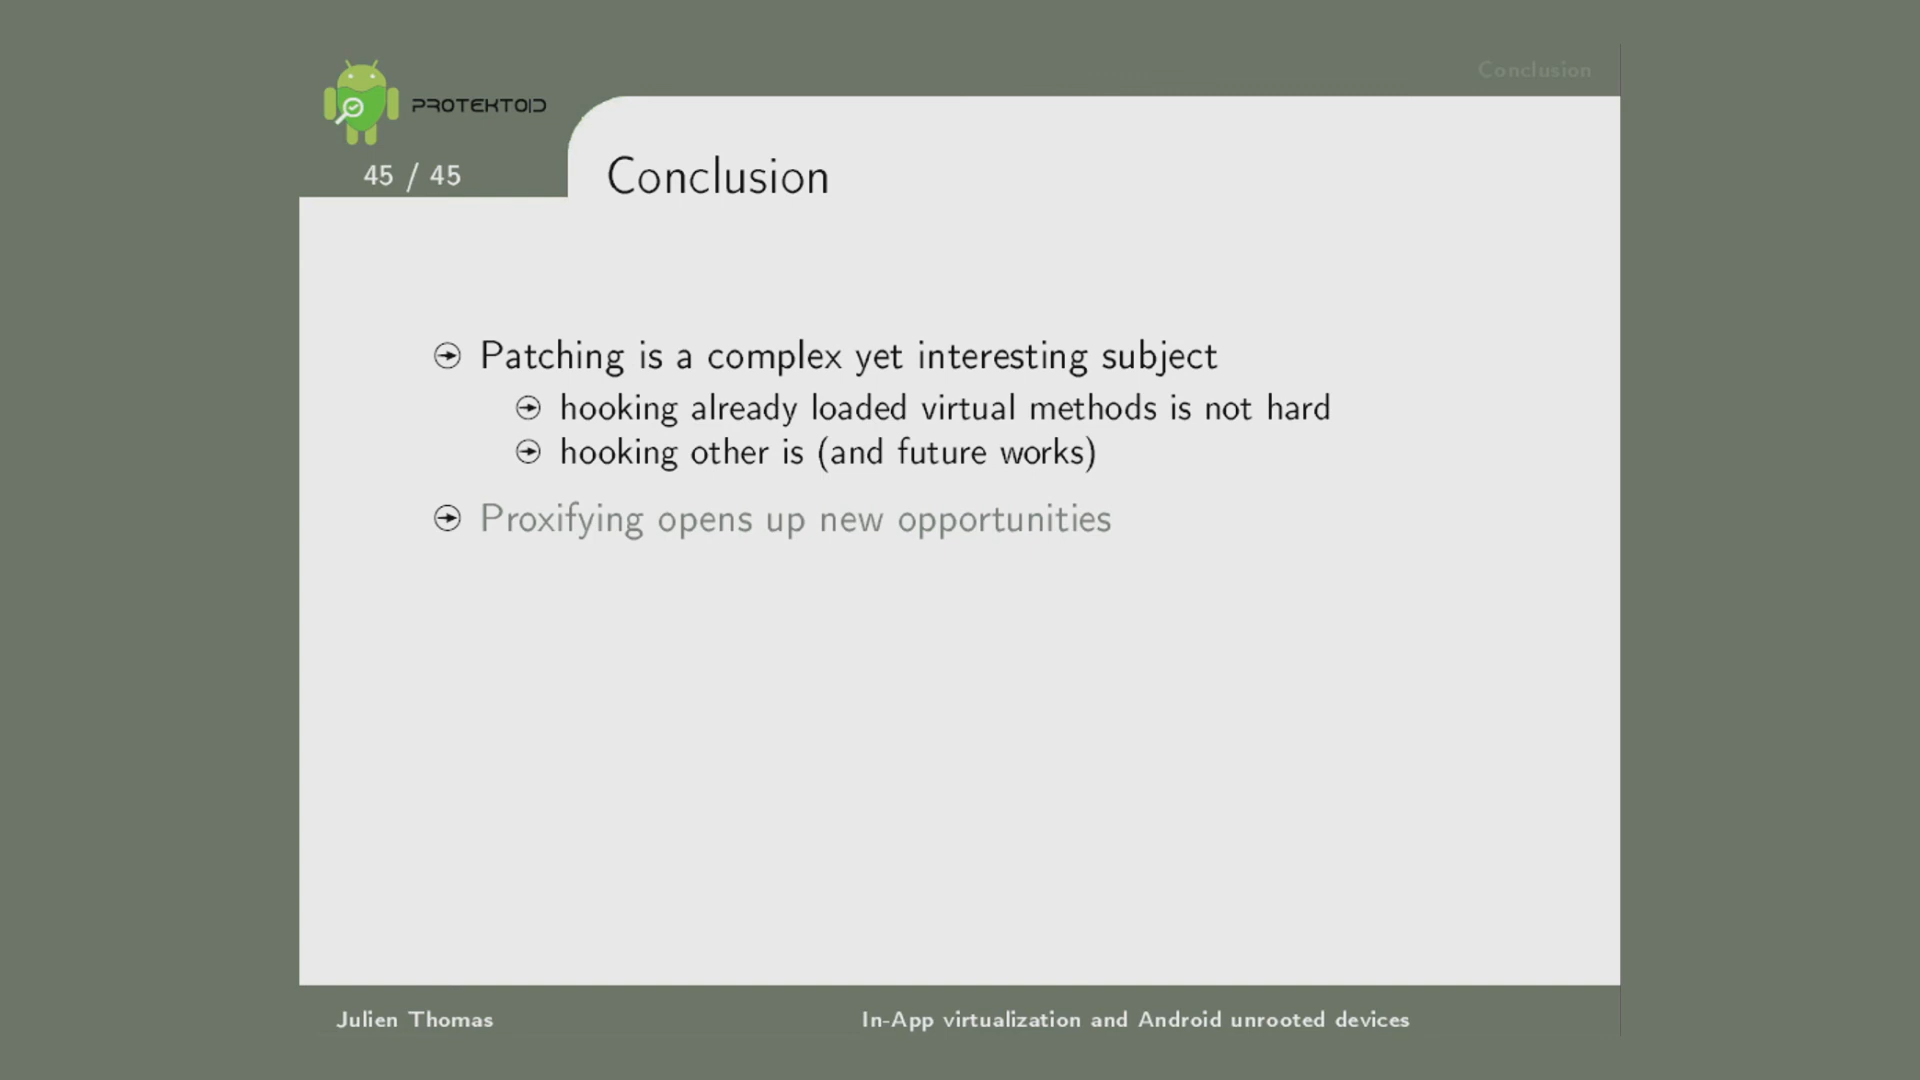 Conclusion
PROTEKTOID
45 / 45
Conclusion
Patching is a complex yet interesting subject
hooking already loaded virtual methods is not hard
hooking other is (and future works)
Proxifying opens up new opportunities
Julien Thomas
In-App virtualization and Android unrooted devices